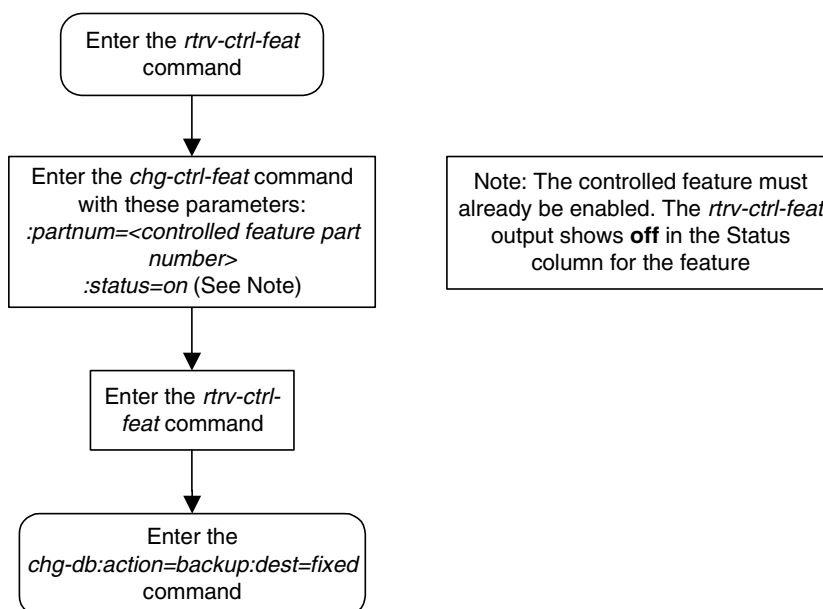 Enter the rtrv-ctrl-feat
command
Enter the chg-ctrl-feat command
with these parameters:
:partnum=<controlled feature part
number>
:status=on (See Note)
Note: The controlled feature must
already be enabled. The rtrv-ctrl-feat
output shows off in the Status
column for the feature
Enter the rtrv-ctrl-
feat command
Enter the
chg-db:action=backup:dest=fixed
command